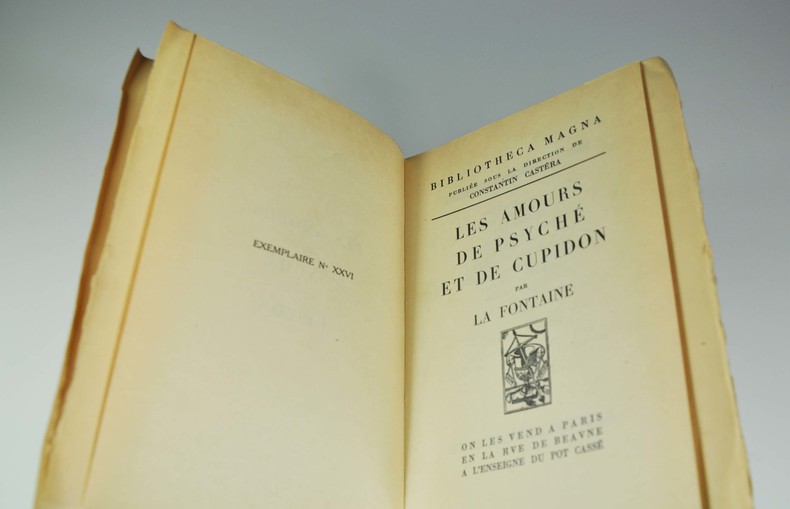 EXEMPLAIRE N° XXVI
BIBLIOTHECA MAGNA
PUBLIÉE SOUS LA DIRECTION DE
CONSTANTIN CASTÉRA
LES AMOURS
DE PSYCHÉ
ET DE CUPIDON
PAR
LA FONTAINE
ON LES VEND A PARIS
EN LA RVE DE BEAVNE
A L'ENSEIGNE DU POT CASSÉ